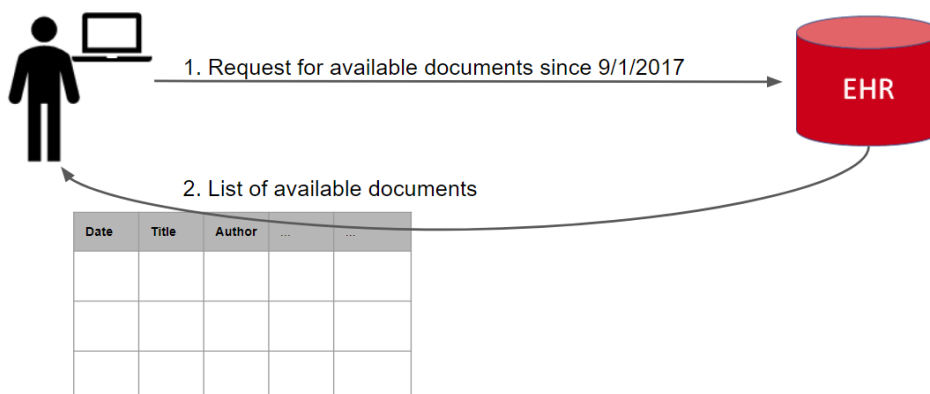 1. Request for available documents since 9/1/2017
EHR
2. List of available documents
Date Title Author ... ...